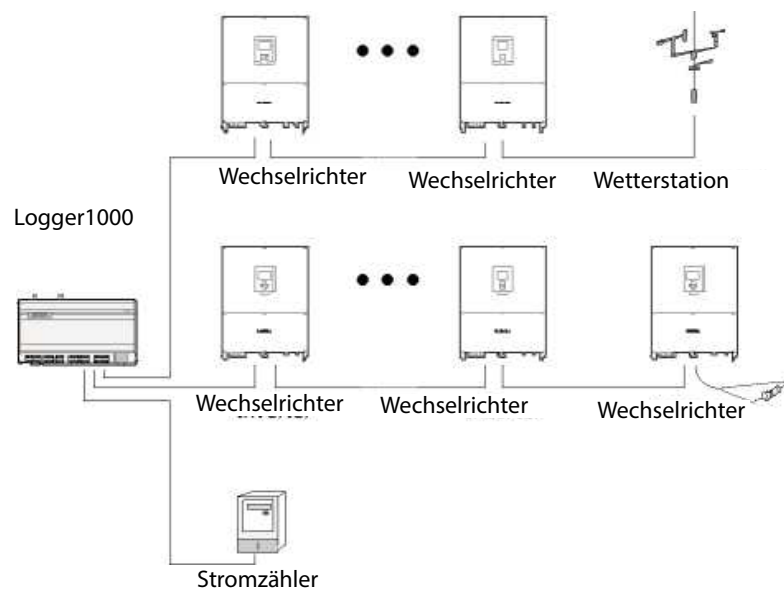 Wechselrichter
Wechselrichter
Wetterstation
Logger1000
Wechselrichter
Wechselrichter
Wechselrichter
Stromzähler